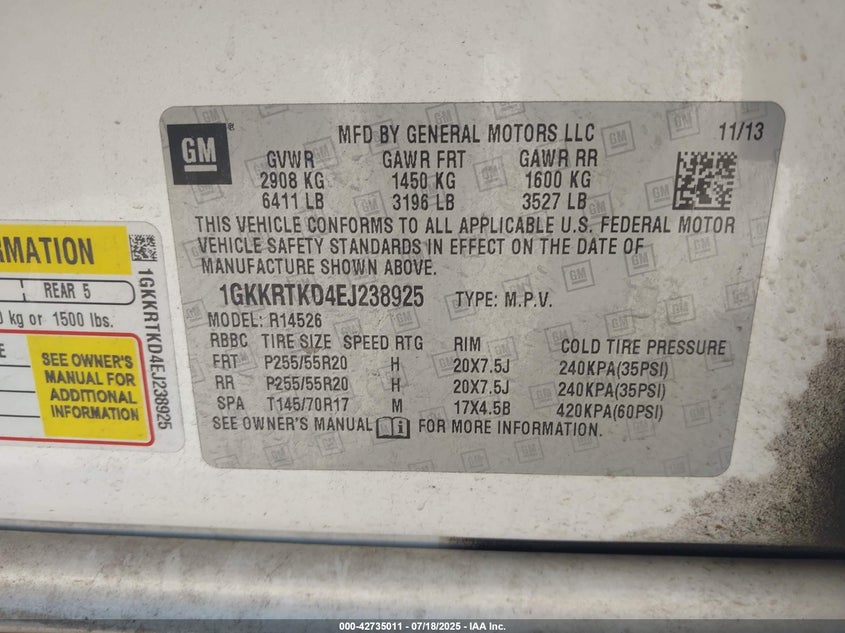 GM
MFD BY GENERAL MOTORS LLC 11/13
GVWR GAWR FRT GAWR RR
2908 KG 1450 KG 1600 KG
6411 LB 3196 LB 3527 LB
THIS VEHICLE CONFORMS TO ALL APPLICABLE U.S. FEDERAL MOTOR
VEHICLE SAFETY STANDARDS IN EFFECT ON THE DATE OF
MANUFACTURE SHOWN ABOVE.
1GKKRTKD4EJ238925 TYPE: M.P.V.
MODEL: R14526
RBBC TIRE SIZE SPEED RTG RIM COLD TIRE PRESSURE
FRT P255/55R20 H 20X7.5J 240KPA(35PSI)
RR P255/55R20 H 20X7.5J 240KPA(35PSI)
SPA T145/70R17 M 17X4.5B 420KPA(60PSI)
SEE OWNER'S MANUAL FOR MORE INFORMATION.
RMATION
REAR 5
kg or 1500 lbs.
SEE OWNER'S
MANUAL FOR
ADDITIONAL
INFORMATION
1GKKRTKD4EJ238925
000-42735011 - 07/18/2025 - IAA Inc.